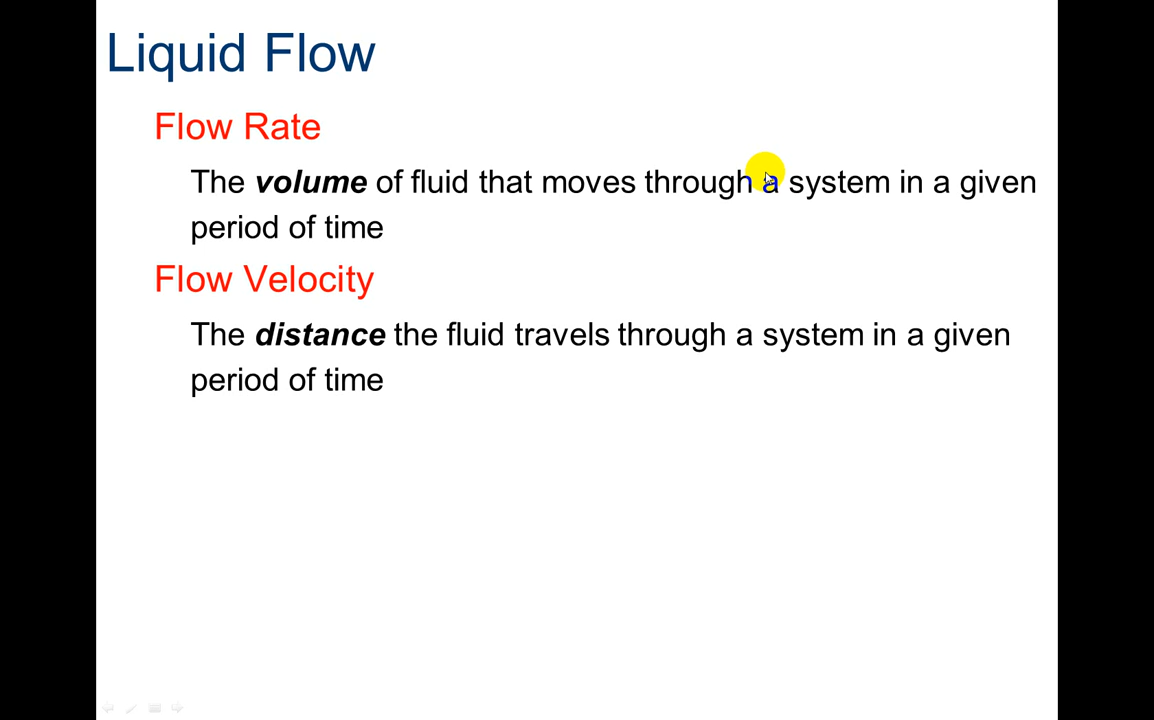 Liquid Flow
Flow Rate
The volume of fluid that moves through a system in a given
period of time
Flow Velocity
The distance the fluid travels through a system in a given
period of time